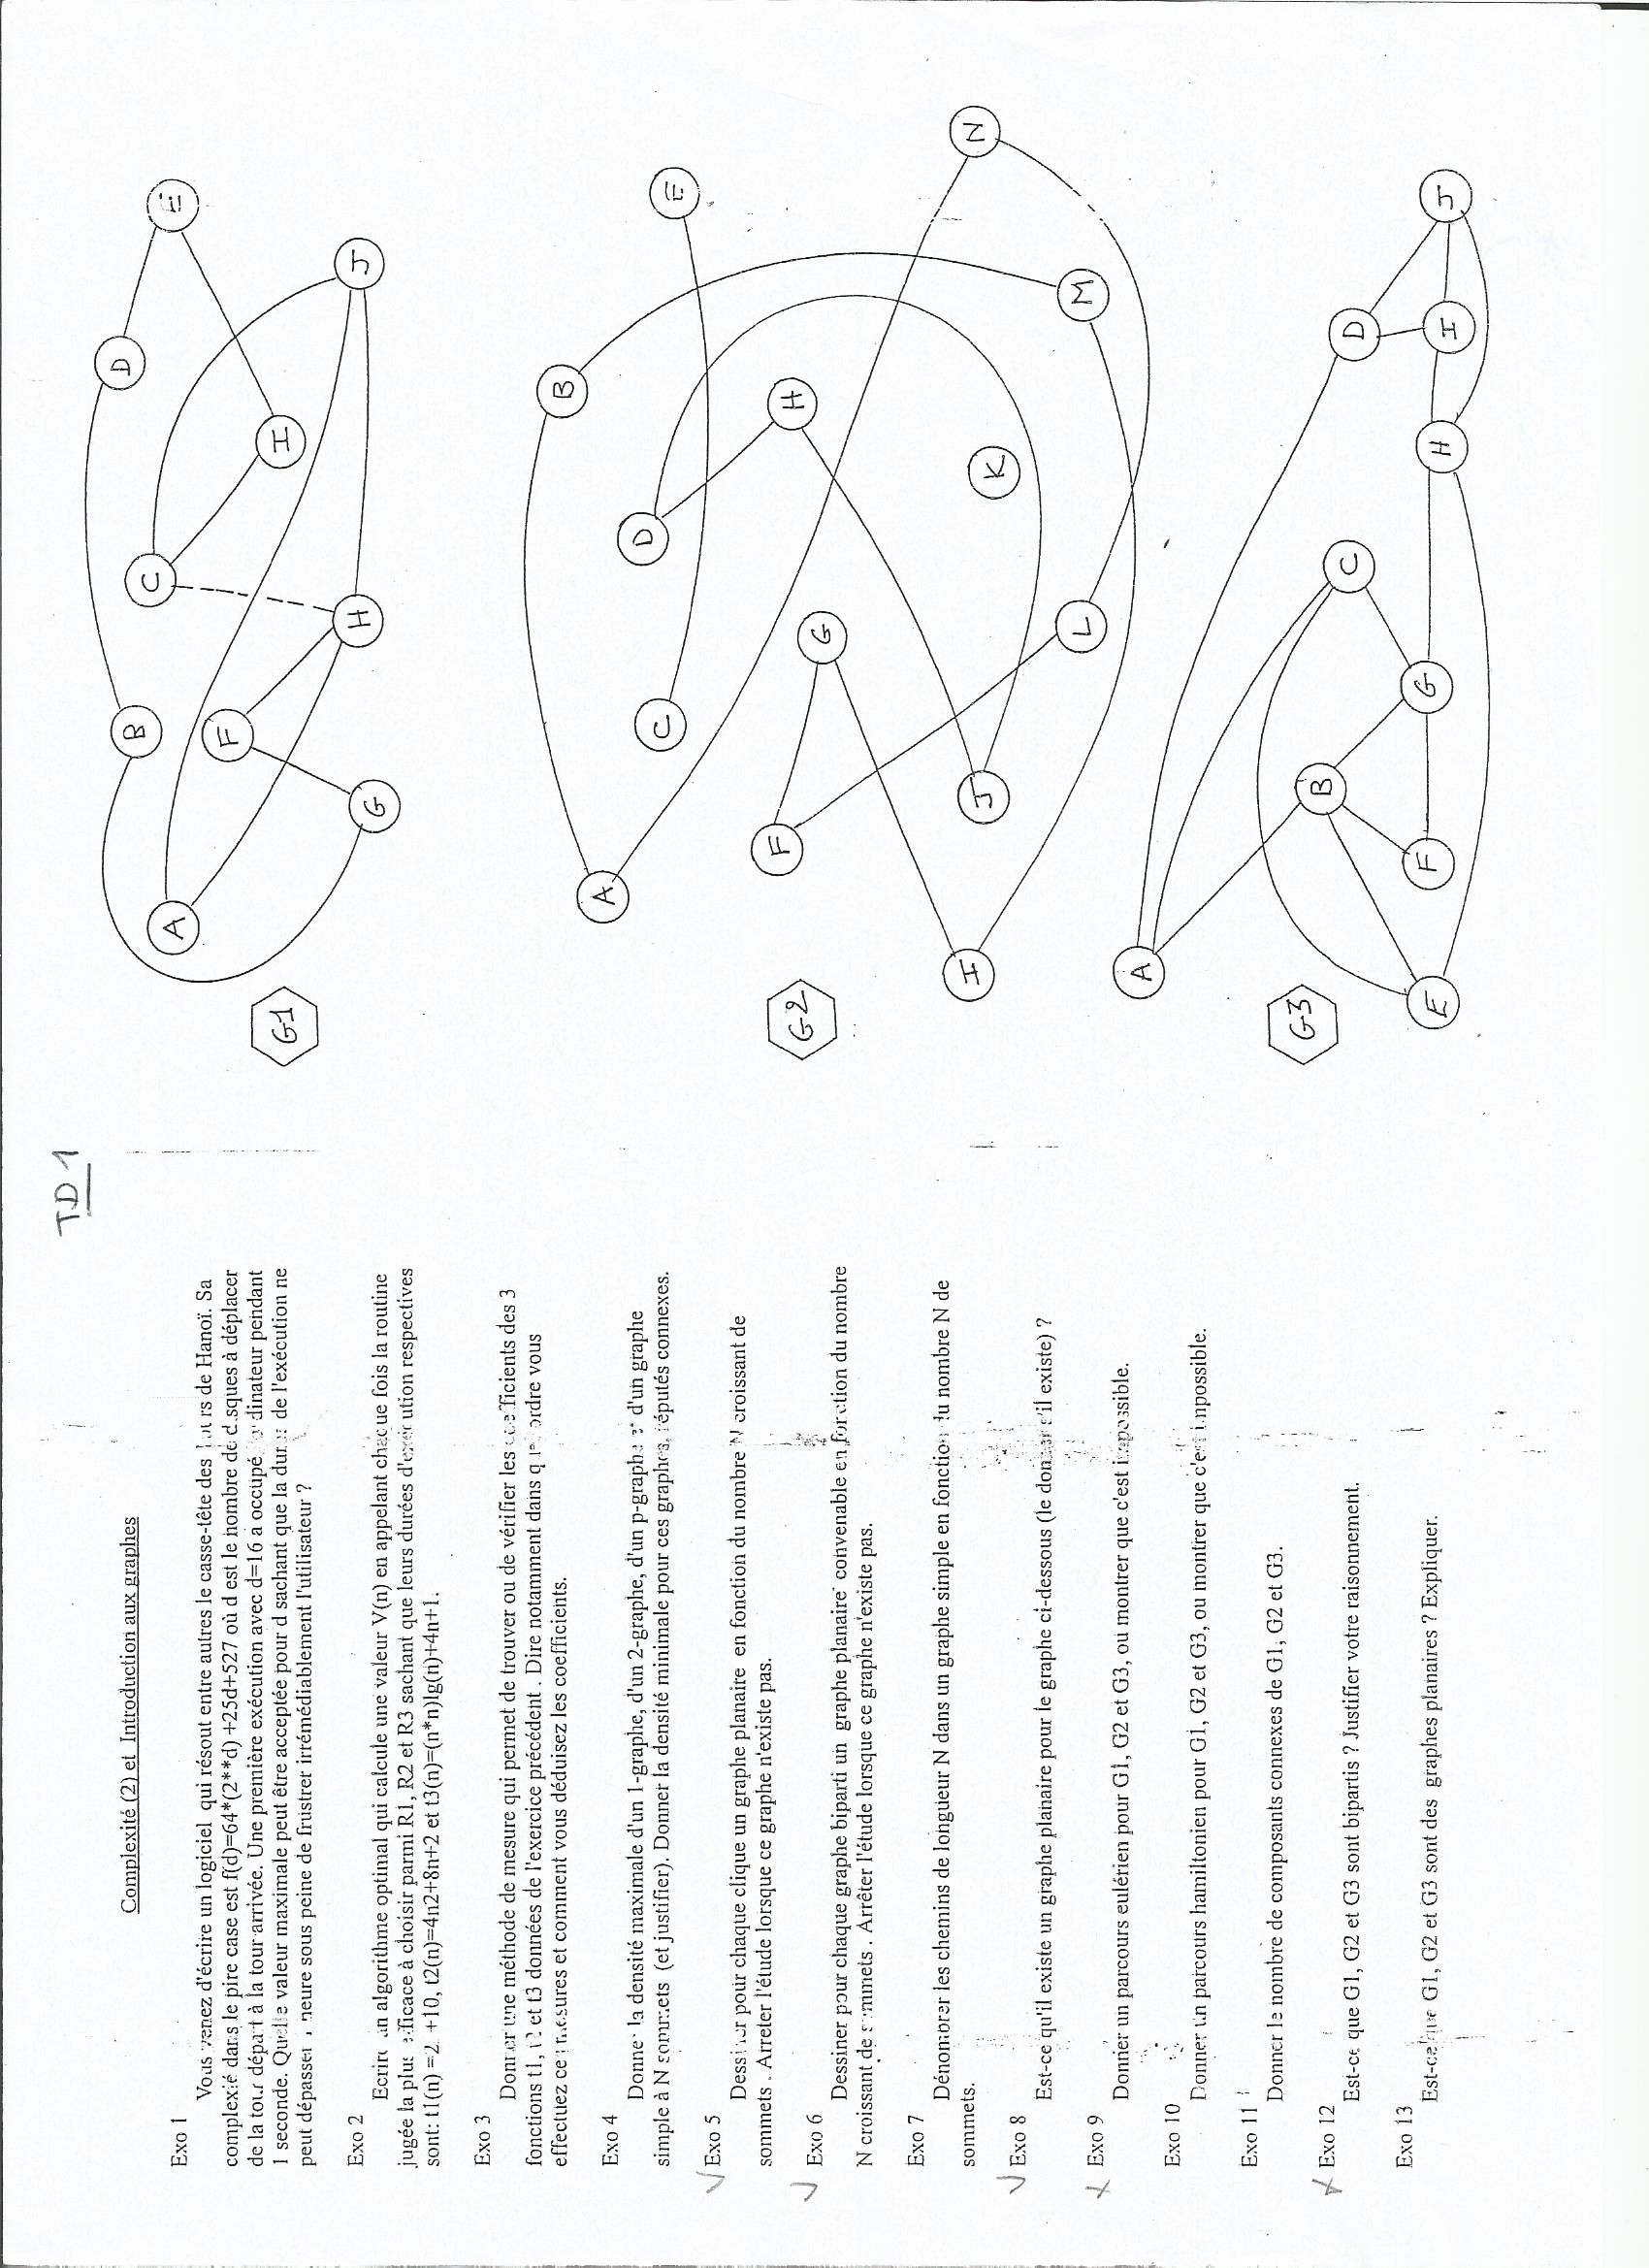 TD 1
Complexité (2) et Introduction aux graphes
Exo 1
Vous venez d'écrire un logiciel qui résout entre autres le casse-tête des tours de Hanoï. Sa
complexié dans le pire case est f(d)=64*(2**d) +25d+527 où d est le nombre de disques à déplacer
de la tour départ à la tour arrivée. Une première exécution avec d=16 a occupé ordinateur pendant
1 seconde. Quelle valeur maximale peut être acceptée pour d sachant que la durée de l'exécution ne
peut dépasser heure sous peine de frustrer irrémédiablement l'utilisateur ?
Exo 2
Ecrire un algorithme optimal qui calcule une valeur V(n) en appelant chaque fois la routine
jugée la plus efficace à choisir parmi R1, R2 et R3 sachant que leurs durées d'exécution respectives
sont: t1(n) =2 +10, t2(n)=4n2+8n+2 et t3(n)=(n*n)lg(n)+4n+1.
Exo 3
Donner une méthode de mesure qui permet de trouver ou de vérifier les coefficients des 3
fonctions t1, t2 et t3 données de l'exercice précédent . Dire notamment dans quel ordre vous
effectuez ces mesures et comment vous déduisez les coefficients.
Exo 4
Donner la densité maximale d'un 1-graphe, d'un 2-graphe, d'un p-graphe et d'un graphe
simple à N sommets (et justifier). Donnet la densité minimale pour ces graphes, réputés connexes.
Exo 5
Dessiner pour chaque clique un graphe planaire en fonction du nombre N croissant de
sommets . Arreter l'étude lorsque ce graphe n'existe pas.
Exo 6
Dessiner pour chaque graphe biparti un graphe planaire convenable en fonction du nombre
N croissant de sommets . Arrêter l'étude lorsque ce graphe n'existe pas.
Exo 7
Dénombrer les chemins de longueur N dans un graphe simple en fonction du nombre N de
sommets.
Exo 8
Est-ce qu'il existe un graphe planaire pour le graphe ci-dessous (le donner s'il existe) ?
Exo 9
Donner un parcours eulérien pour G1, G2 et G3, ou montrer que c'est impossible.
Exo 10
Donner un parcours hamiltonien pour G1, G2 et G3, ou montrer que c'est impossible.
Exo 11
Donner le nombre de composants connexes de G1, G2 et G3.
Exo 12
Est-ce que G1, G2 et G3 sont bipartis ? Justifier votre raisonnement.
Exo 13
Est-ce que G1, G2 et G3 sont des graphes planaires ? Expliquer.
G1
A
B
C
D
E
F
G
H
I
J
G2
A
B
C
D
E
F
G
H
I
J
K
L
M
N
G3
A
B
C
D
E
F
G
H
I
J